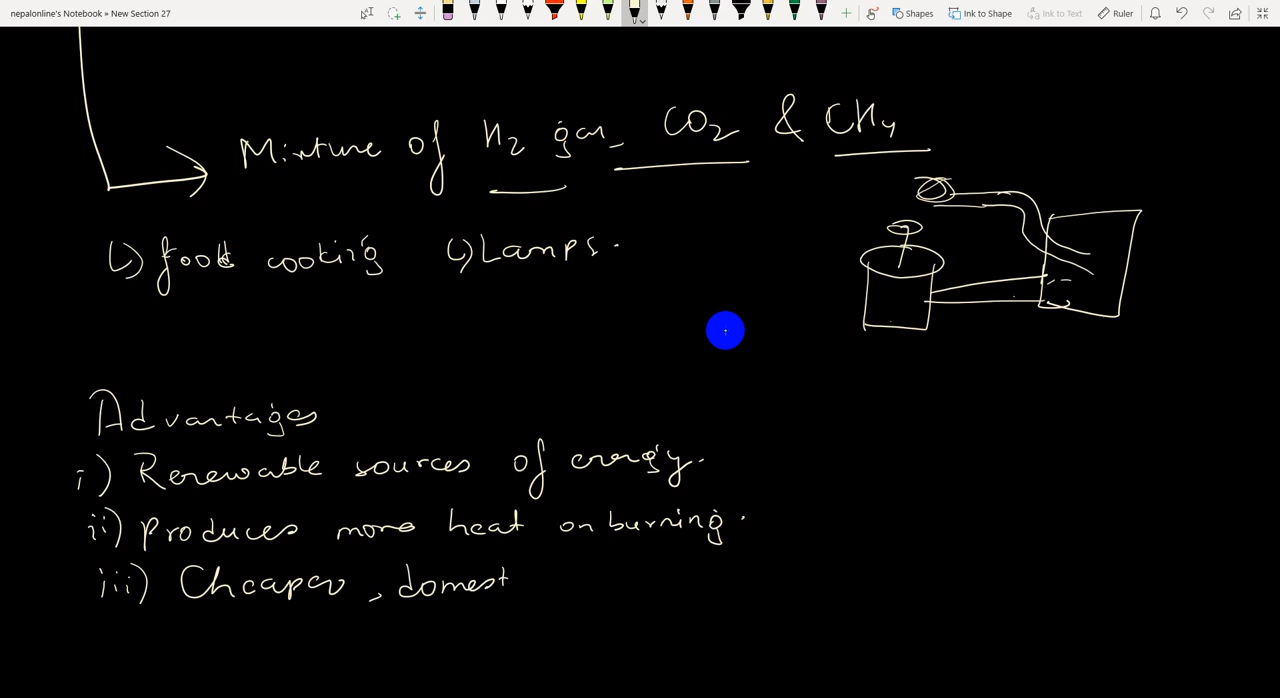 nepalonline's Notebook » New Section 27
Shapes Ink to Shape Ink to Text Ruler
Mixture of H2 gas CO2 & CH4
food cooking Lamps.
Advantages
i) Renewable sources of energy.
ii) Produces more heat on burning.
iii) Cheaper, domest